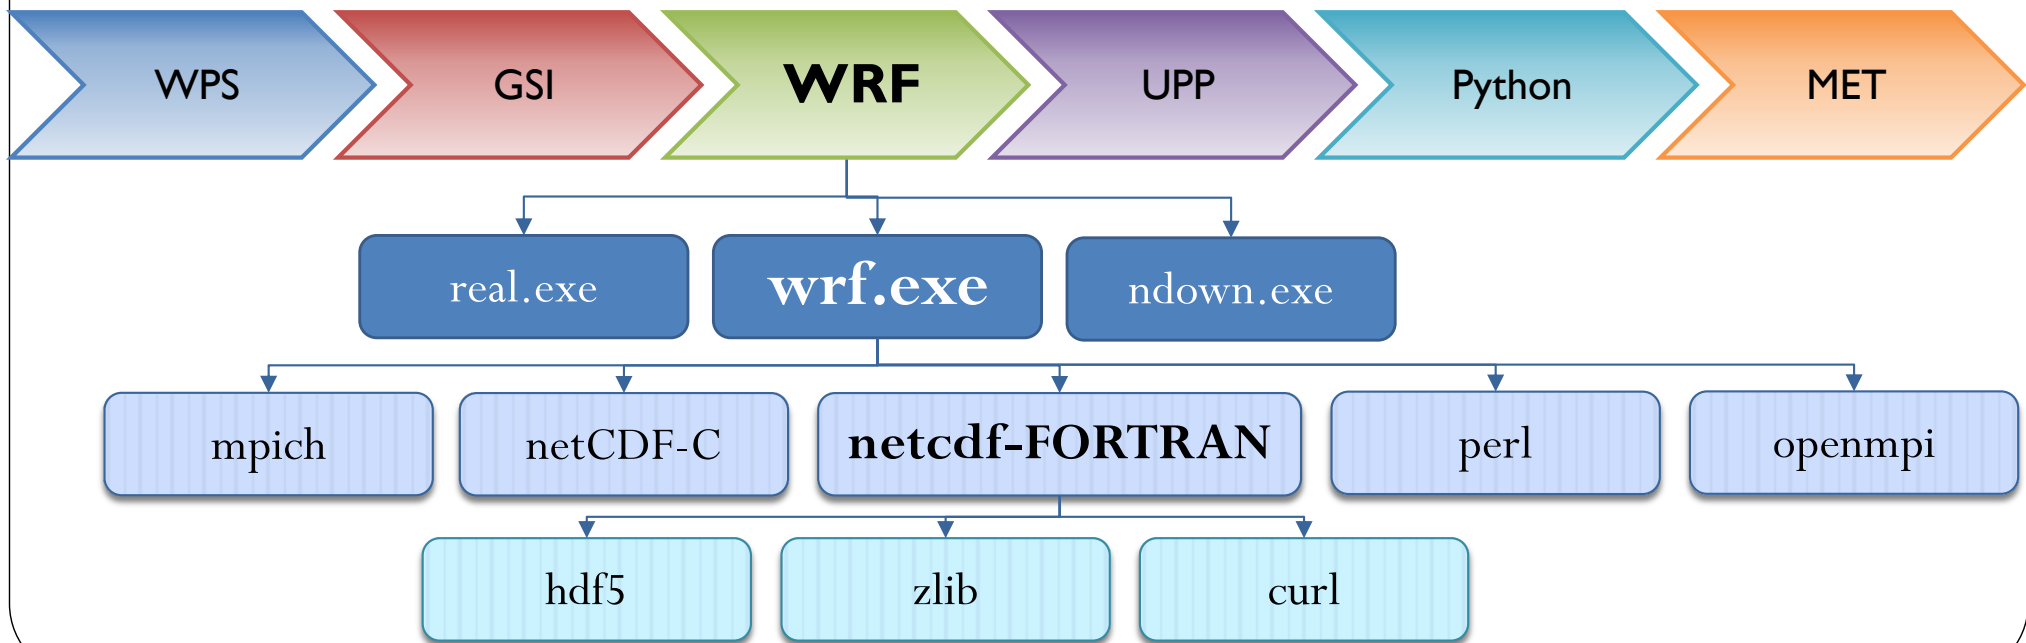 WPS
GSI
WRF
UPP
Python
MET
real.exe
wrf.exe
ndown.exe
mpich
netCDF-C
netcdf-FORTRAN
perl
openmpi
hdf5
zlib
curl